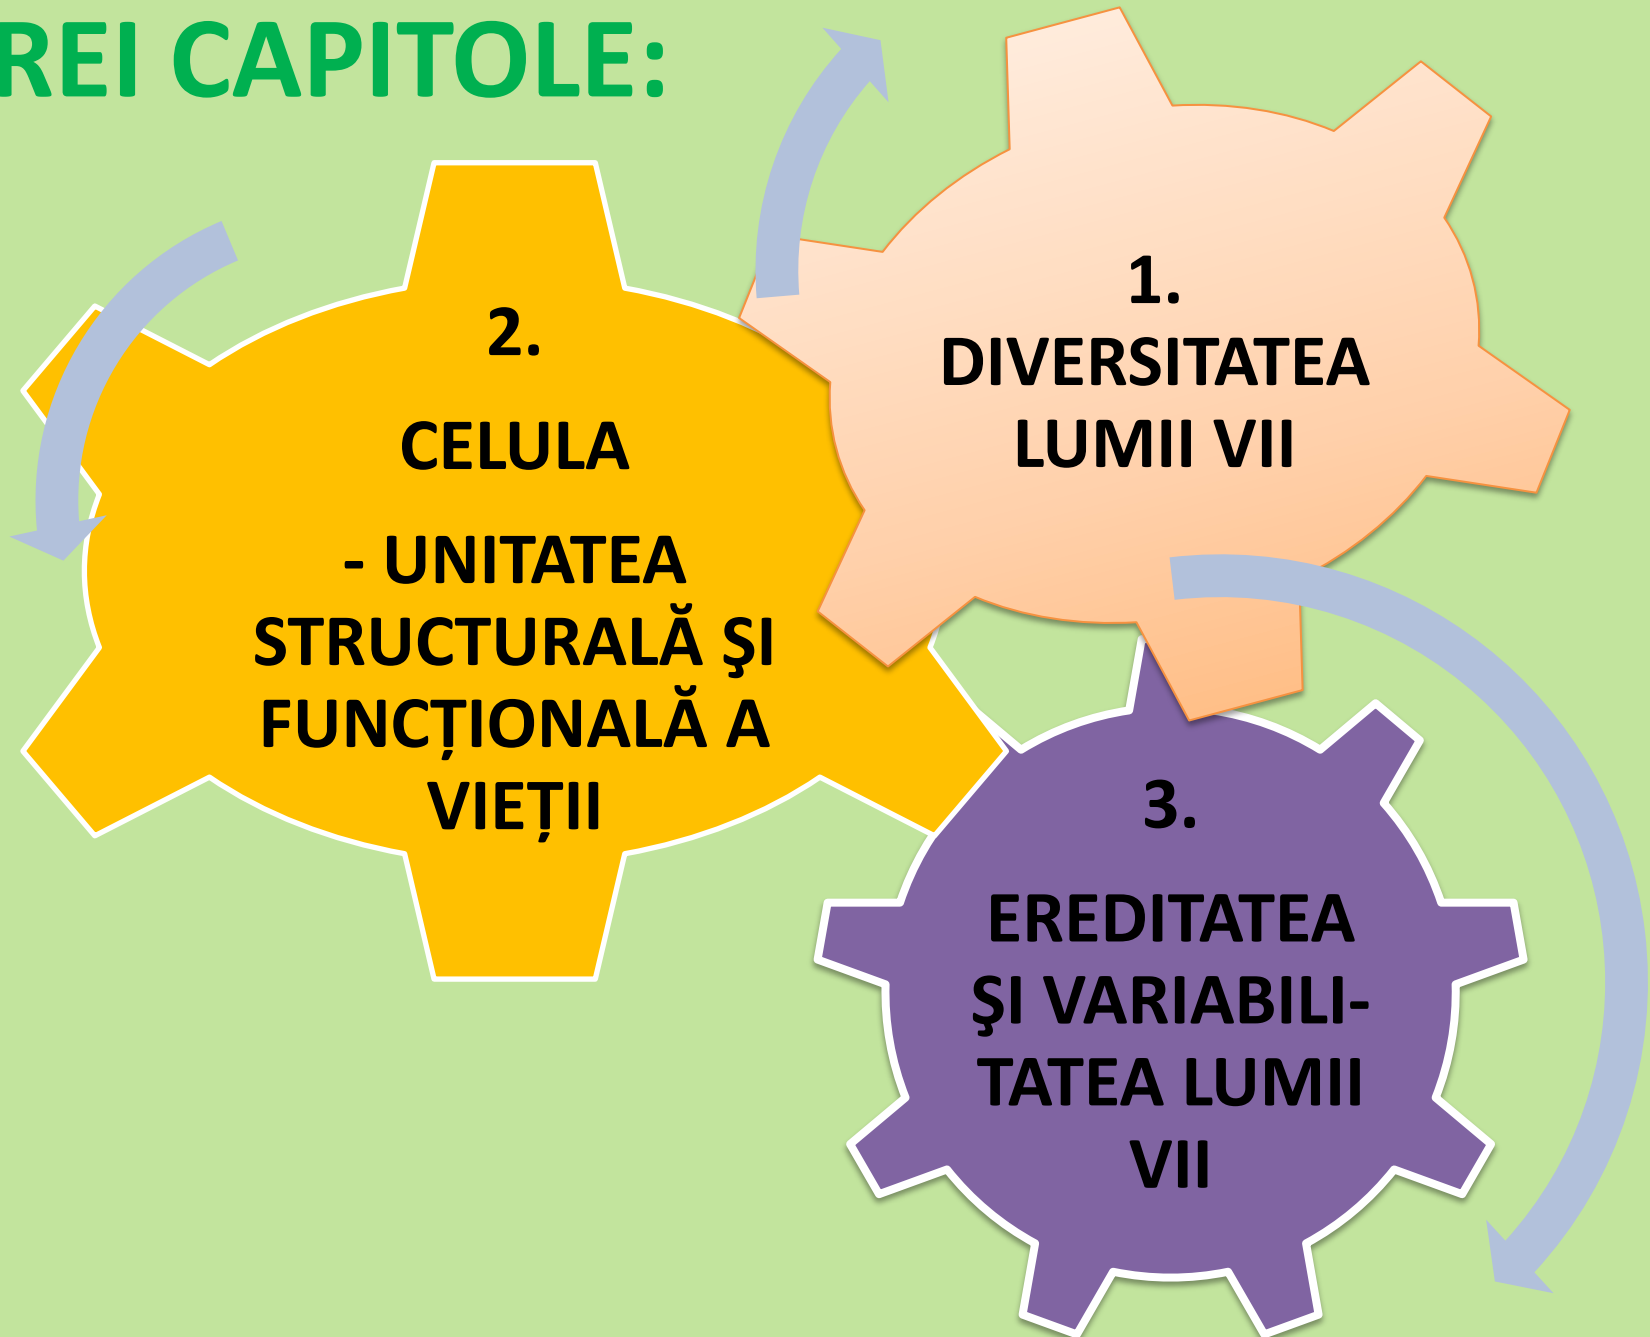 REI CAPITOLE:
1.
DIVERSITATEA
LUMII VII
2.
CELULA
- UNITATEA
STRUCTURALĂ ŞI
FUNCȚIONALĂ A
VIEȚII
3.
EREDITATEA
ŞI VARIABILI-
TATEA LUMII
VII